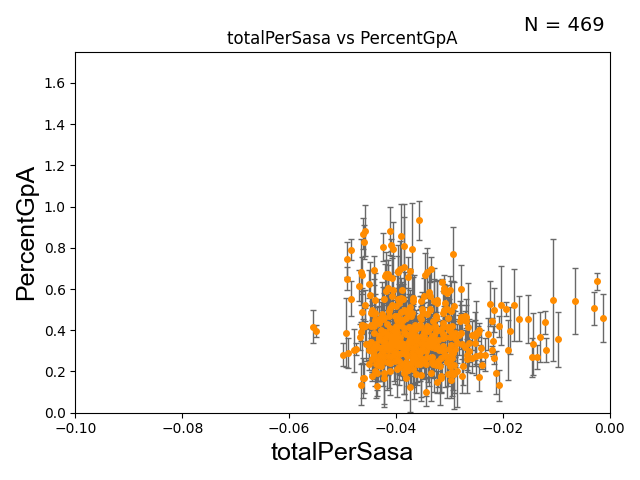 N = 469
totalPerSasa vs PercentGpA
PercentGpA
1.6
1.4
1.2
1.0
0.8
0.6
0.4
0.2
0.0
−0.10 −0.08 −0.06 −0.04 −0.02 0.00
totalPerSasa